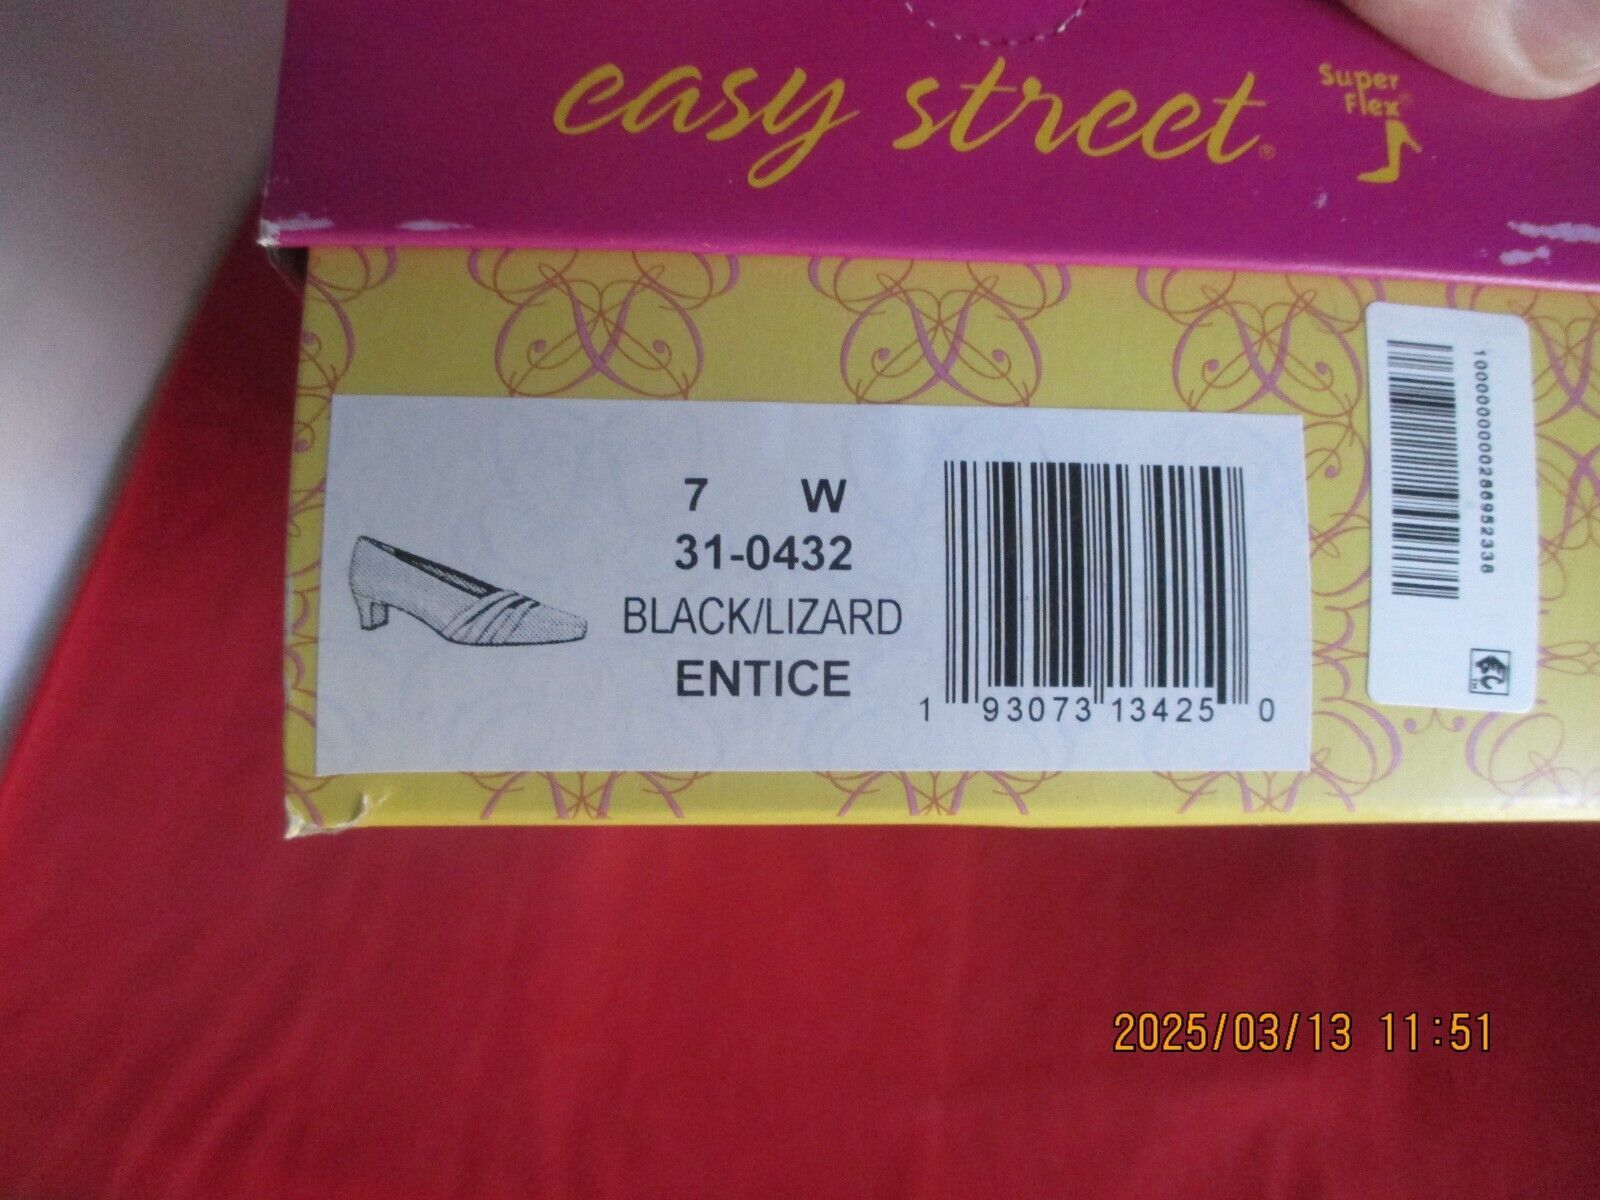 easy street®
Super
Flex®
7 W
31-0432
BLACK/LIZARD
ENTICE
1 93073 13425 0
2025/03/13 11:51